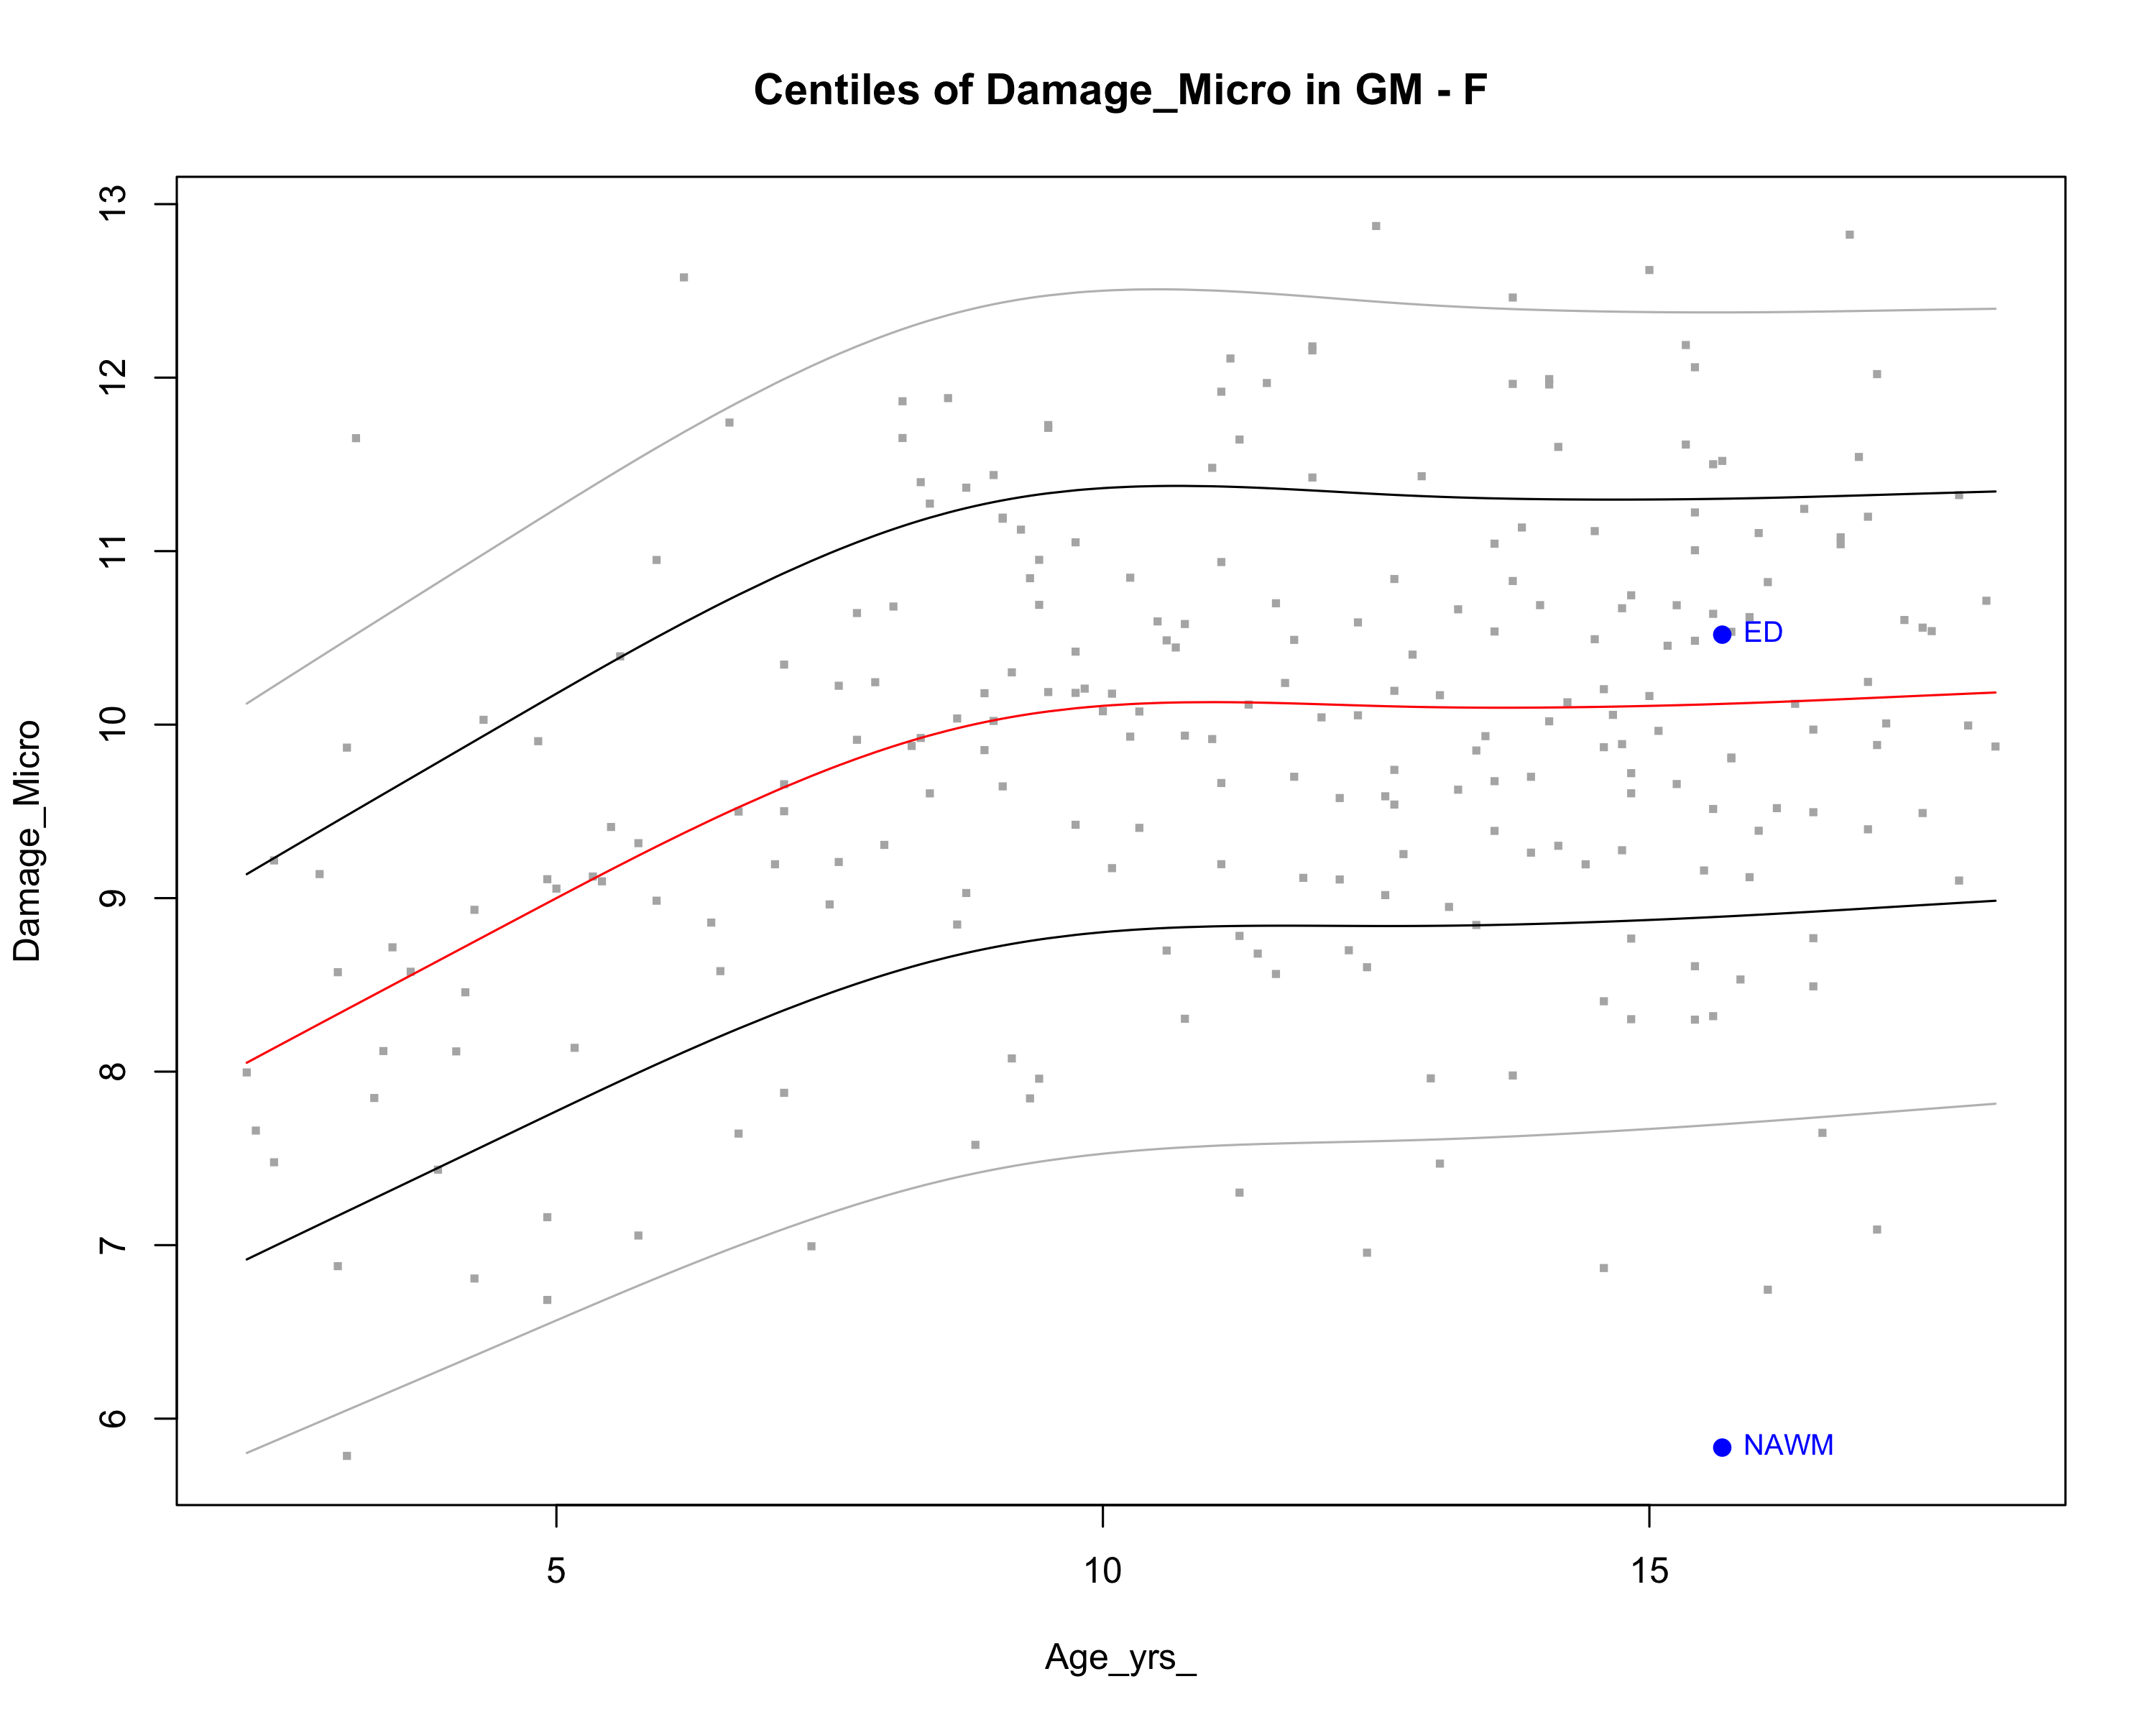 Centiles of Damage_Micro in GM - F
Damage_Micro
13
12
11
10
9
8
7
6
ED
NAWM
5
10
15
Age_yrs_